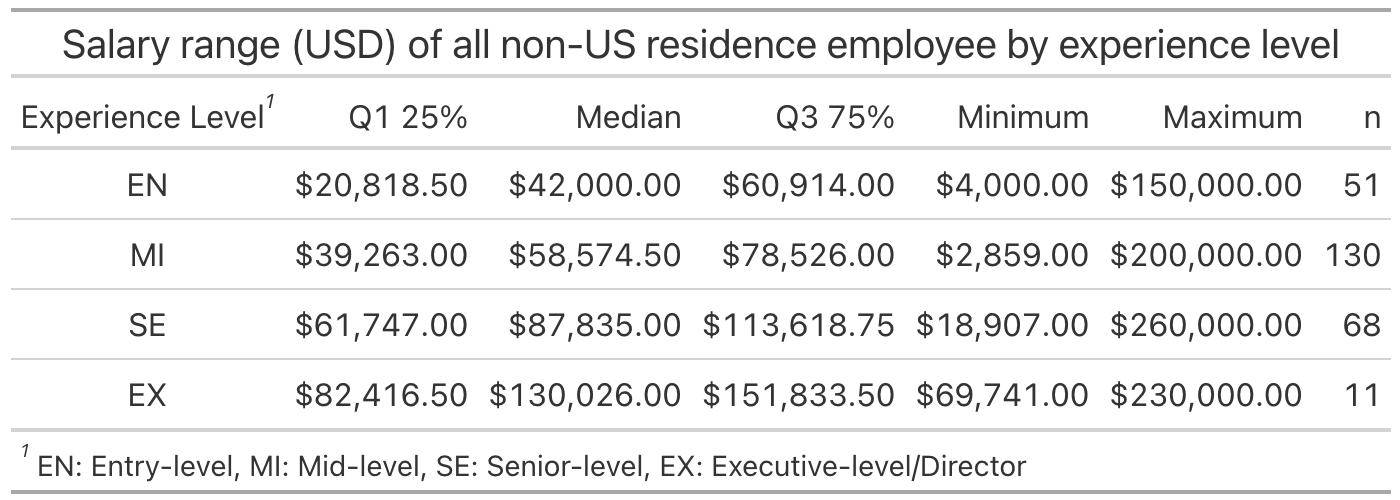 Salary range (USD) of all non-US residence employee by experience level
Experience Level1 Q1 25% Median Q3 75% Minimum Maximum n
EN $20,818.50 $42,000.00 $60,914.00 $4,000.00 $150,000.00 51
MI $39,263.00 $58,574.50 $78,526.00 $2,859.00 $200,000.00 130
SE $61,747.00 $87,835.00 $113,618.75 $18,907.00 $260,000.00 68
EX $82,416.50 $130,026.00 $151,833.50 $69,741.00 $230,000.00 11
1 EN: Entry-level, MI: Mid-level, SE: Senior-level, EX: Executive-level/Director